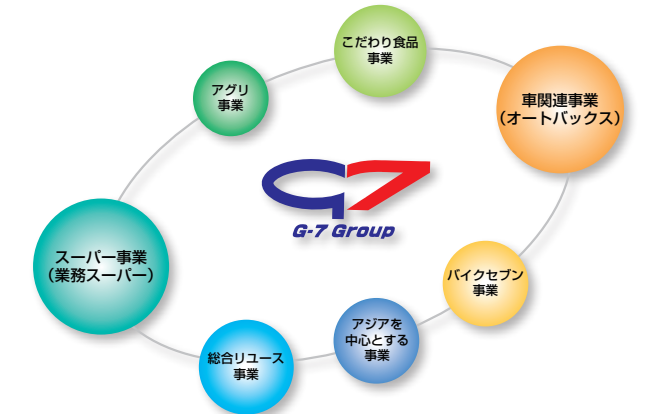 こだわり食品
事業
車関連事業
（オートバックス）
アグリ
事業
G-7 Group
スーパー事業
（業務スーパー）
バイクセブン
事業
アジアを
中心とする
事業
総合リユース
事業